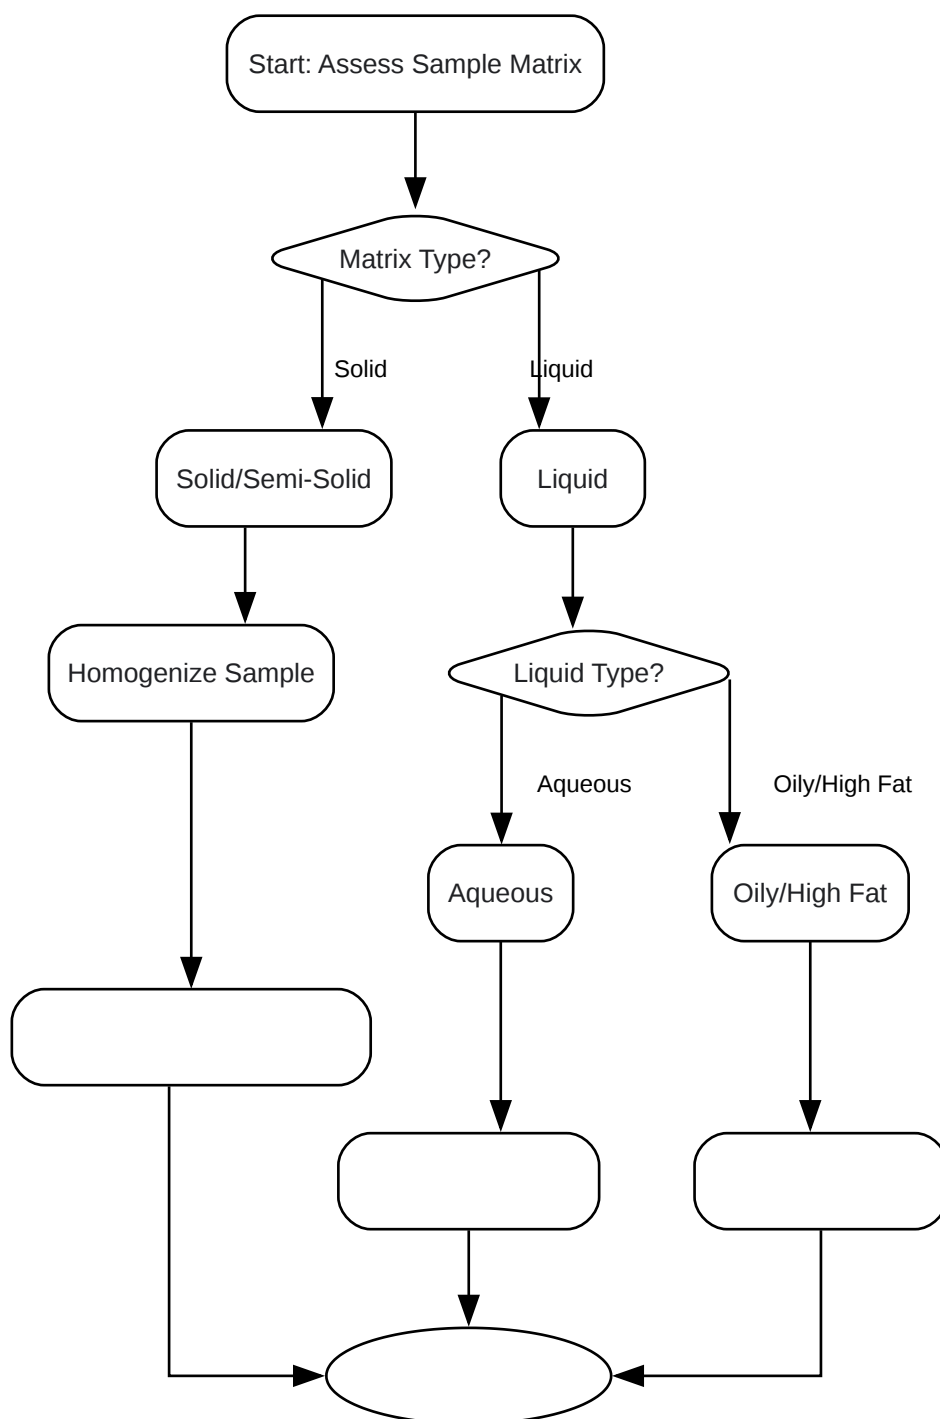 Start: Assess Sample Matrix
Matrix Type?
Solid
Liquid
Solid/Semi-Solid
Liquid
Homogenize Sample
Liquid Type?
Aqueous
Oily/High Fat
Aqueous
Oily/High Fat